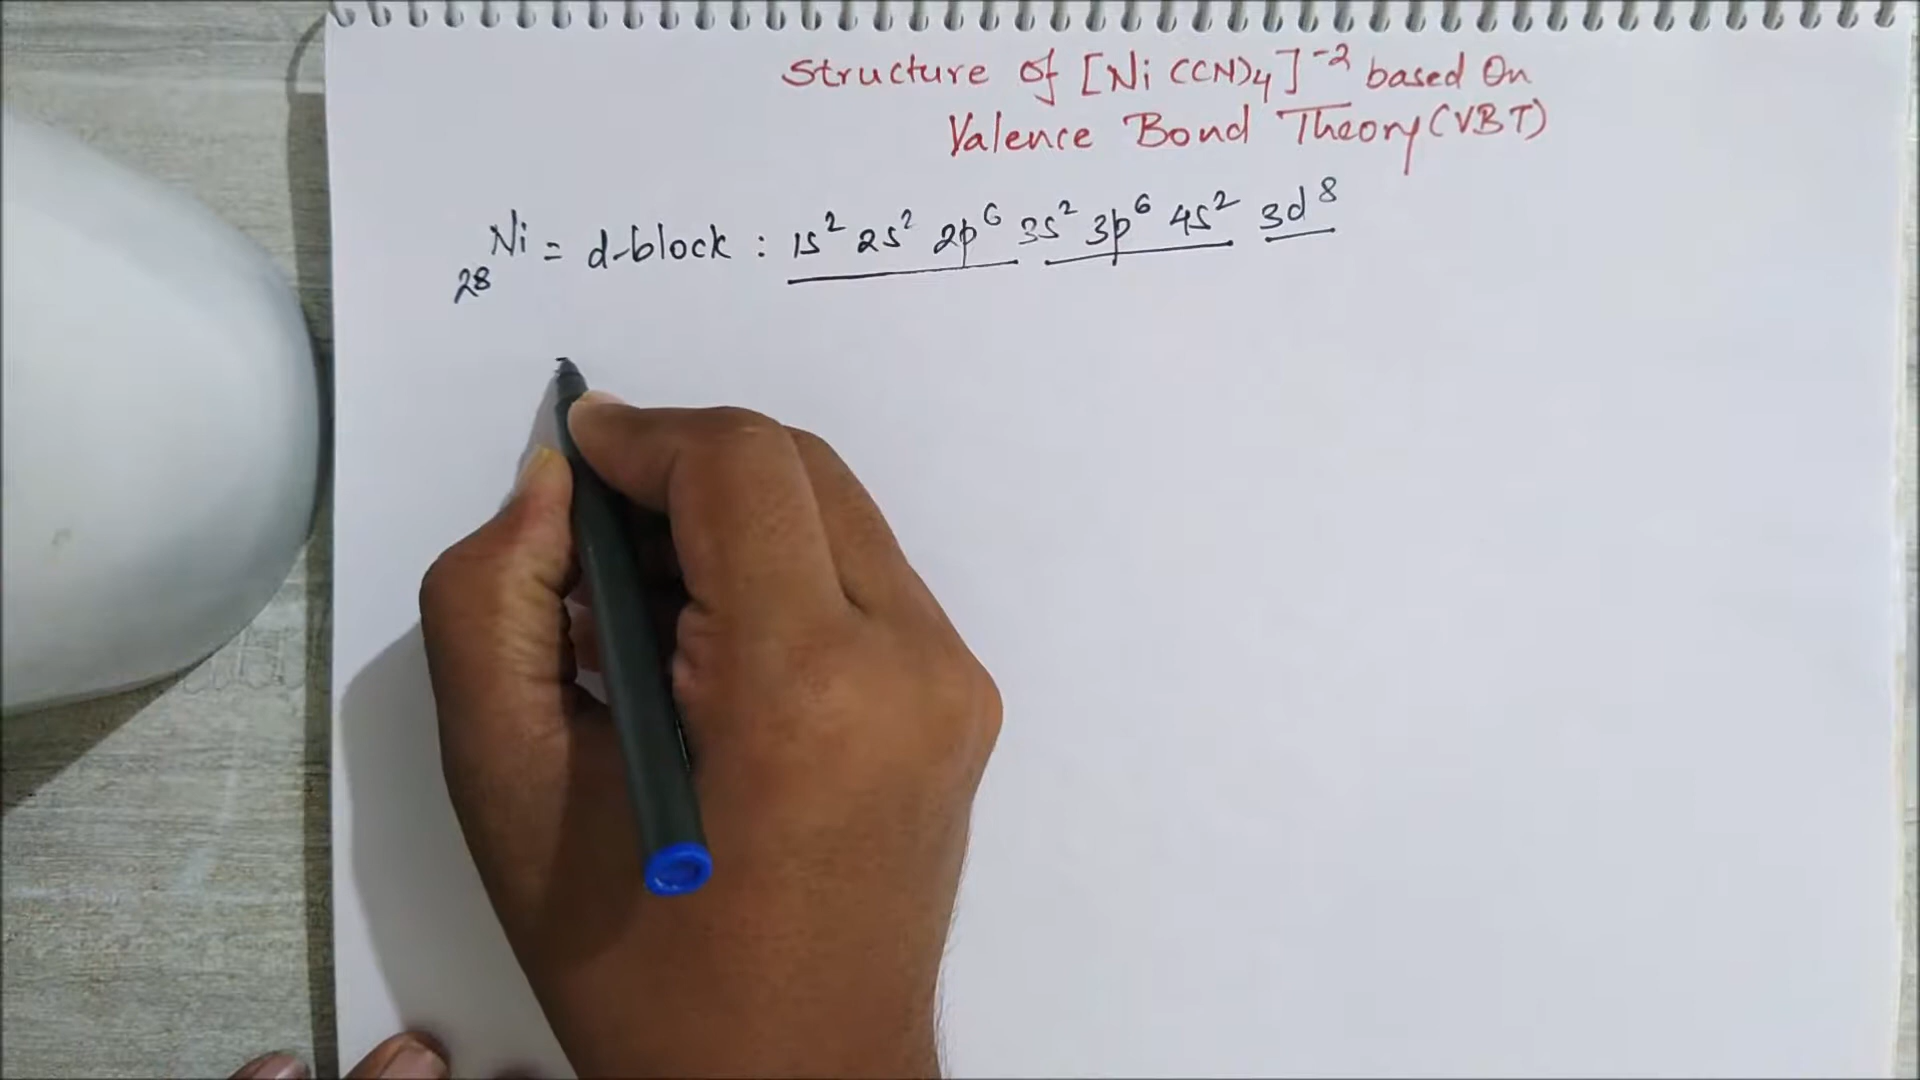 Structure of [Ni (CN)4]⁻² based On
Valence Bond Theory (VBT)
₂₈Ni = d-block : 1s² 2s² 2p⁶ 3s² 3p⁶ 4s² 3d⁸